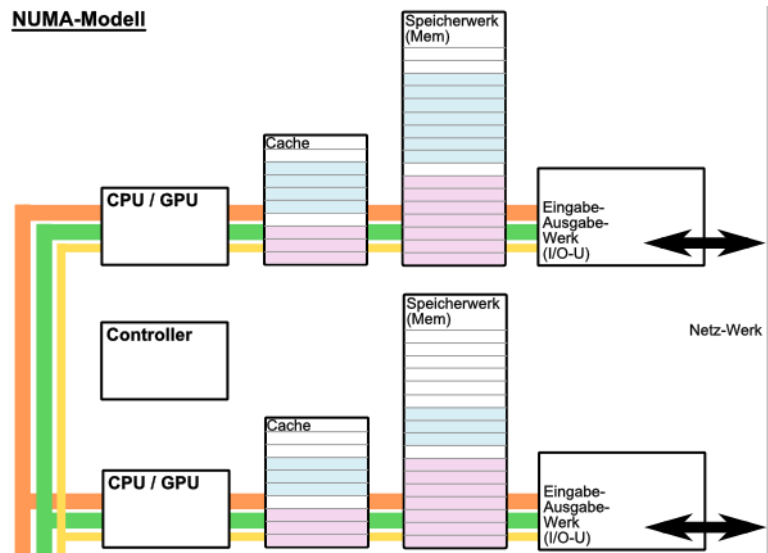 NUMA-Modell
Speicherwerk
(Mem)
Cache
CPU / GPU
Eingabe-
Ausgabe-
Werk
(I/O-U)
Speicherwerk
(Mem)
Controller
Netz-Werk
Cache
CPU / GPU
Eingabe-
Ausgabe-
Werk
(I/O-U)